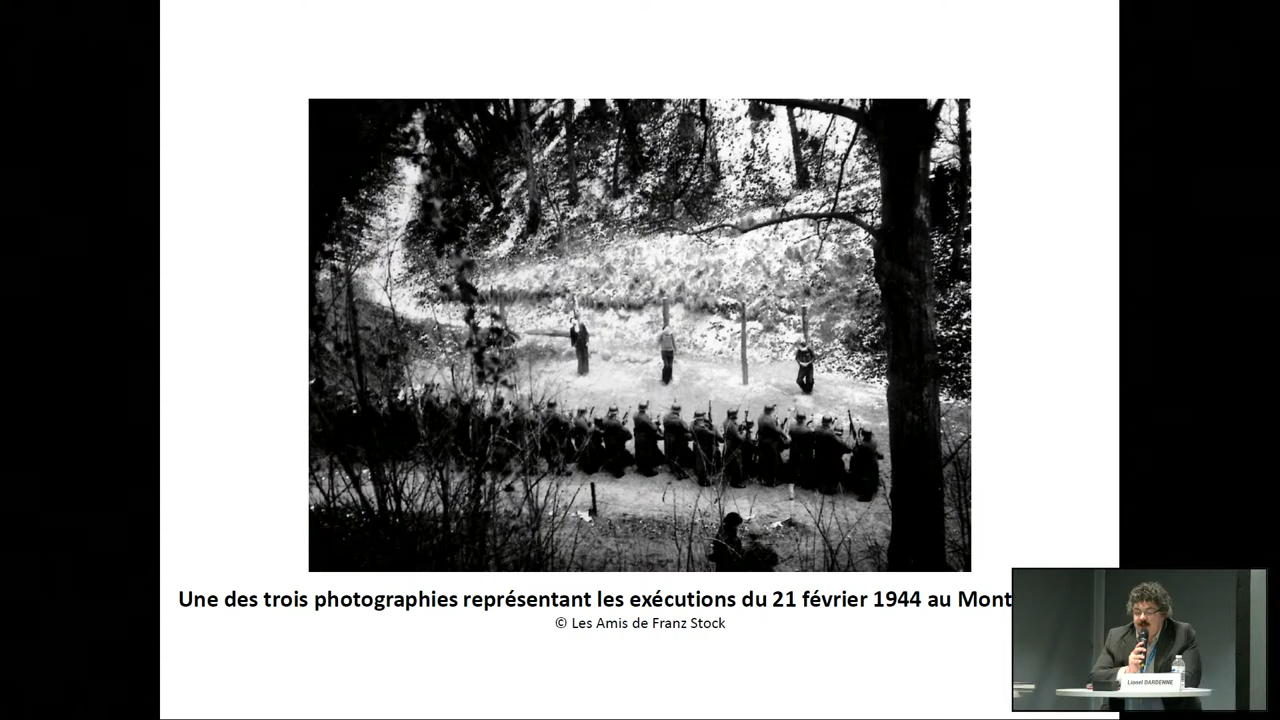 Une des trois photographies représentant les exécutions du 21 février 1944 au Mont
© Les Amis de Franz Stock
Lionel DARDENNE